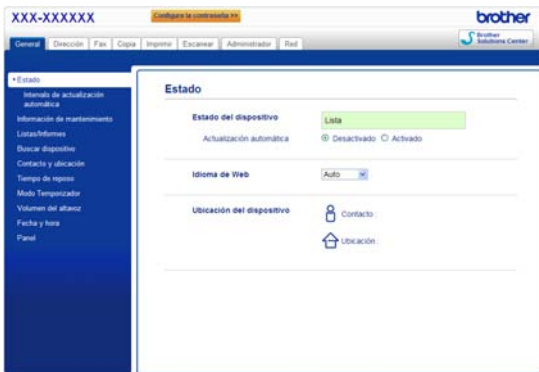 XXX-XXXXXX
Configure la contraseña >>
brother
General Dirección Fax Copia Imprimir Escanear Administrador Red
Brother Solutions Center
Estado
Intervalo de actualización automática
Información de mantenimiento
Listas/Informes
Buscar dispositivo
Contacto y ubicación
Tiempo de reposo
Modo Temporizador
Volumen del altavoz
Fecha y hora
Panel
Estado
Estado del dispositivo Lista
Actualización automática Desactivado Activado
Idioma de Web Auto
Ubicación del dispositivo Contacto :
Ubicación :